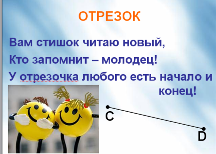 ОТРЕЗОК
Вам стишок читаю новый,
Кто запомнит – молодец!
У отрезочка любого есть начало и
конец!
C
D